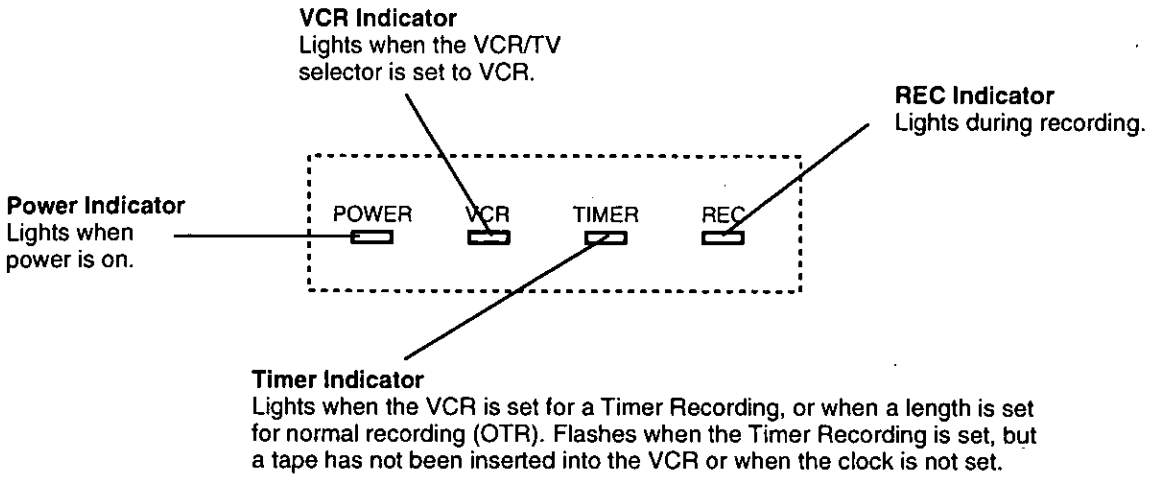 VCR Indicator
Lights when the VCR/TV
selector is set to VCR.
REC Indicator
Lights during recording.
Power Indicator
Lights when
power is on.
POWER VCR TIMER REC
Timer Indicator
Lights when the VCR is set for a Timer Recording, or when a length is set
for normal recording (OTR). Flashes when the Timer Recording is set, but
a tape has not been inserted into the VCR or when the clock is not set.